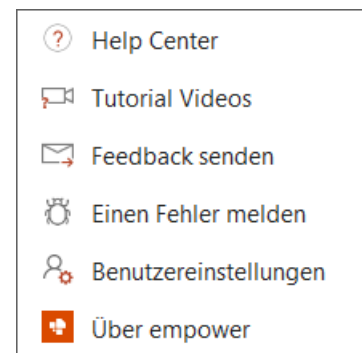 Help Center
Tutorial Videos
Feedback senden
Einen Fehler melden
Benutzereinstellungen
Über empower